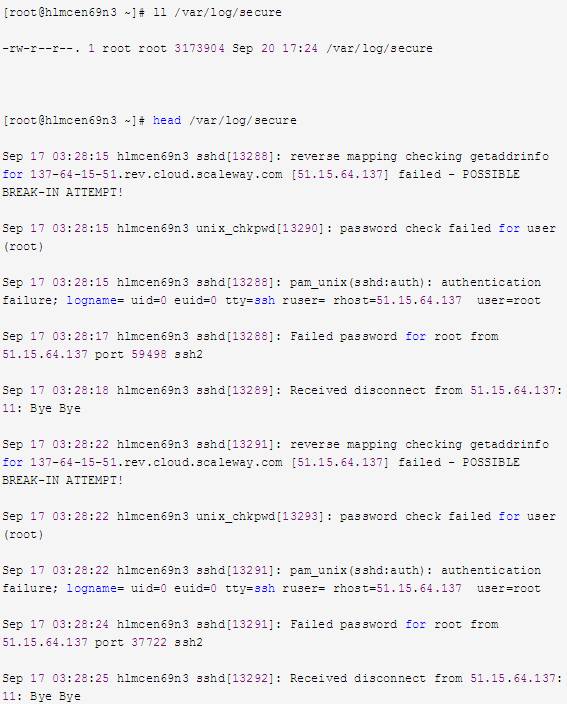 [root@hlmcen69n3 ~]# ll /var/log/secure
-rw-r--r--. 1 root root 3173904 Sep 20 17:24 /var/log/secure
[root@hlmcen69n3 ~]# head /var/log/secure
Sep 17 03:28:15 hlmcen69n3 sshd[13288]: reverse mapping checking getaddrinfo
for 137-64-15-51.rev.cloud.scaleway.com [51.15.64.137] failed - POSSIBLE
BREAK-IN ATTEMPT!
Sep 17 03:28:15 hlmcen69n3 unix_chkpwd[13290]: password check failed for user
(root)
Sep 17 03:28:15 hlmcen69n3 sshd[13288]: pam_unix(sshd:auth): authentication
failure; logname= uid=0 euid=0 tty=ssh ruser= rhost=51.15.64.137  user=root
Sep 17 03:28:17 hlmcen69n3 sshd[13288]: Failed password for root from
51.15.64.137 port 59498 ssh2
Sep 17 03:28:18 hlmcen69n3 sshd[13289]: Received disconnect from 51.15.64.137:
11: Bye Bye
Sep 17 03:28:22 hlmcen69n3 sshd[13291]: reverse mapping checking getaddrinfo
for 137-64-15-51.rev.cloud.scaleway.com [51.15.64.137] failed - POSSIBLE
BREAK-IN ATTEMPT!
Sep 17 03:28:22 hlmcen69n3 unix_chkpwd[13293]: password check failed for user
(root)
Sep 17 03:28:22 hlmcen69n3 sshd[13291]: pam_unix(sshd:auth): authentication
failure; logname= uid=0 euid=0 tty=ssh ruser= rhost=51.15.64.137  user=root
Sep 17 03:28:24 hlmcen69n3 sshd[13291]: Failed password for root from
51.15.64.137 port 37722 ssh2
Sep 17 03:28:25 hlmcen69n3 sshd[13292]: Received disconnect from 51.15.64.137:
11: Bye Bye